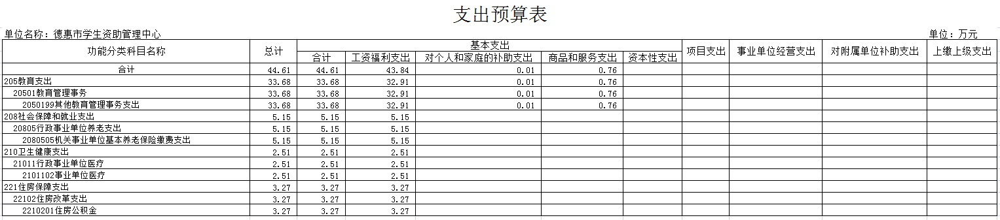 支出预算表
单位名称：德惠市学生资助管理中心 单位：万元
功能分类科目名称 总计 基本支出 项目支出 事业单位经营支出 对附属单位补助支出 上缴上级支出
合计 工资福利支出 对个人和家庭的补助支出 商品和服务支出 资本性支出
合计 44.61 44.61 43.84 0.01 0.76
205教育支出 33.68 33.68 32.91 0.01 0.76
20501教育管理事务 33.68 33.68 32.91 0.01 0.76
2050199其他教育管理事务支出 33.68 33.68 32.91 0.01 0.76
208社会保障和就业支出 5.15 5.15 5.15
20805行政事业单位养老支出 5.15 5.15 5.15
2080505机关事业单位基本养老保险缴费支出 5.15 5.15 5.15
210卫生健康支出 2.51 2.51 2.51
21011行政事业单位医疗 2.51 2.51 2.51
2101102事业单位医疗 2.51 2.51 2.51
221住房保障支出 3.27 3.27 3.27
22102住房改革支出 3.27 3.27 3.27
2210201住房公积金 3.27 3.27 3.27